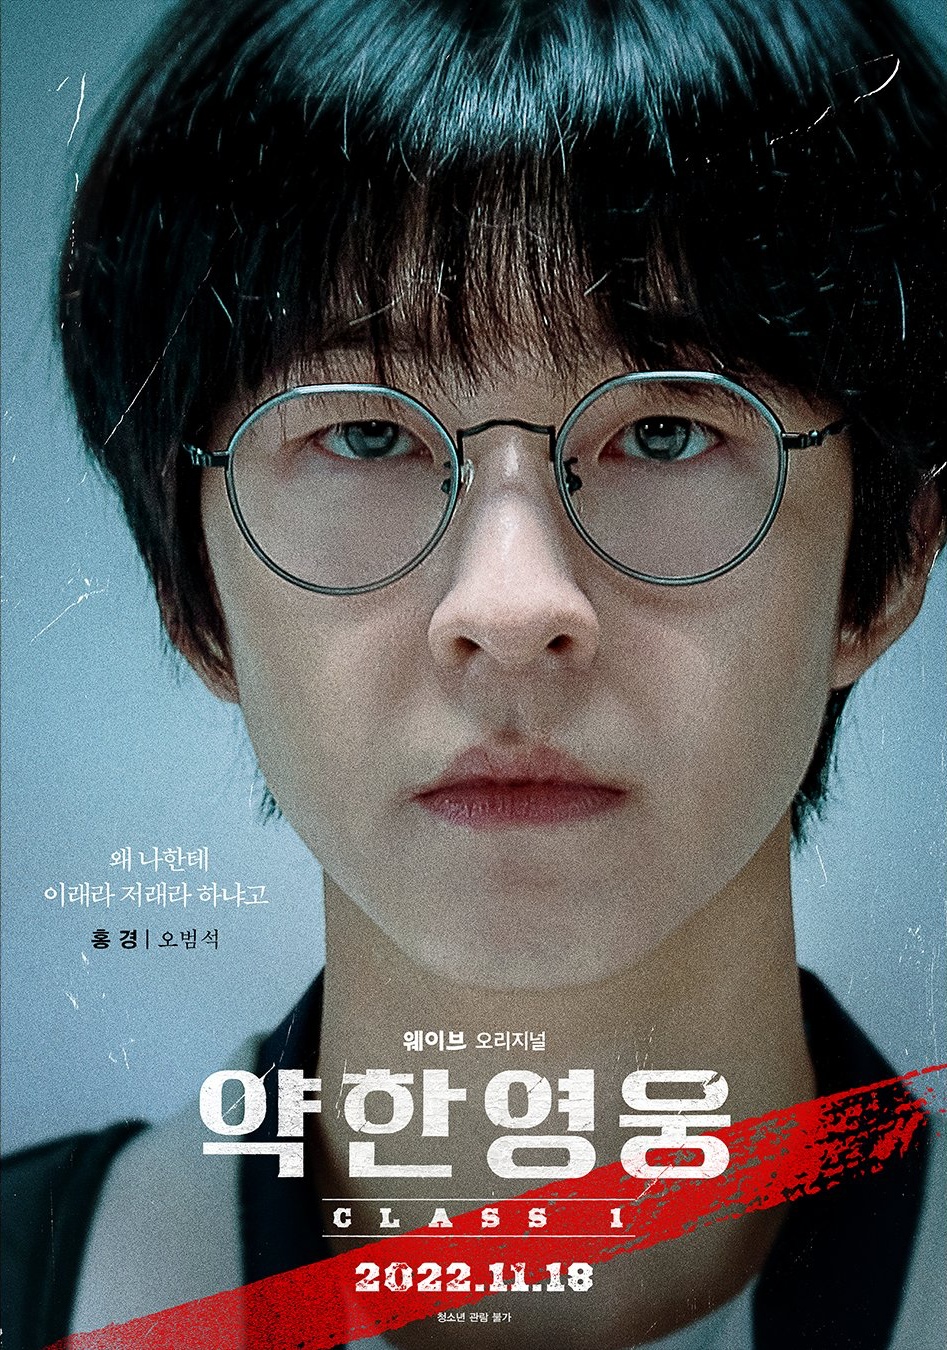 왜 나한테
이래라 저래라 하냐고
홍 경 | 오범석
웨이브 오리지널
약한영웅
CLASS 1
2022.11.18
청소년 관람 불가